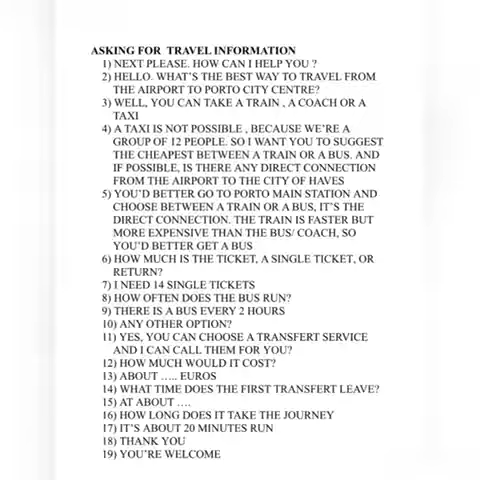 ASKING FOR TRAVEL INFORMATION
1) NEXT PLEASE. HOW CAN I HELP YOU ?
2) HELLO. WHAT'S THE BEST WAY TO TRAVEL FROM
THE AIRPORT TO PORTO CITY CENTRE?
3) WELL, YOU CAN TAKE A TRAIN , A COACH OR A
TAXI
4) A TAXI IS NOT POSSIBLE , BECAUSE WE'RE A
GROUP OF 12 PEOPLE. SO I WANT YOU TO SUGGEST
THE CHEAPEST BETWEEN A TRAIN OR A BUS. AND
IF POSSIBLE, IS THERE ANY DIRECT CONNECTION
FROM THE AIRPORT TO THE CITY OF HAVES
5) YOU'D BETTER GO TO PORTO MAIN STATION AND
CHOOSE BETWEEN A TRAIN OR A BUS, IT'S THE
DIRECT CONNECTION. THE TRAIN IS FASTER BUT
MORE EXPENSIVE THAN THE BUS/ COACH, SO
YOU'D BETTER GET A BUS
6) HOW MUCH IS THE TICKET, A SINGLE TICKET, OR
RETURN?
7) I NEED 14 SINGLE TICKETS
8) HOW OFTEN DOES THE BUS RUN?
9) THERE IS A BUS EVERY 2 HOURS
10) ANY OTHER OPTION?
11) YES, YOU CAN CHOOSE A TRANSFERT SERVICE
AND I CAN CALL THEM FOR YOU?
12) HOW MUCH WOULD IT COST?
13) ABOUT ..... EUROS
14) WHAT TIME DOES THE FIRST TRANSFERT LEAVE?
15) AT ABOUT ....
16) HOW LONG DOES IT TAKE THE JOURNEY
17) IT'S ABOUT 20 MINUTES RUN
18) THANK YOU
19) YOU'RE WELCOME